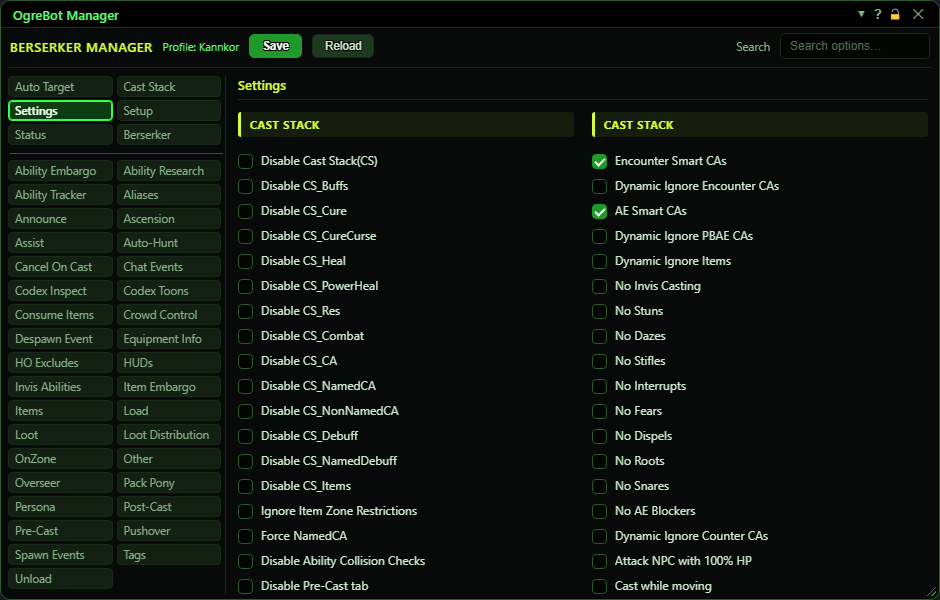 OgreBot Manager
▼ ?
BERSERKER MANAGER Profile: Kannkor Save Reload Search Search options...
Auto Target Cast Stack
Settings Setup
Status Berserker
Ability Embargo Ability Research
Ability Tracker Aliases
Announce Ascension
Assist Auto-Hunt
Cancel On Cast Chat Events
Codex Inspect Codex Toons
Consume Items Crowd Control
Despawn Event Equipment Info
HO Excludes HUDs
Invis Abilities Item Embargo
Items Load
Loot Loot Distribution
OnZone Other
Overseer Pack Pony
Persona Post-Cast
Pre-Cast Pushover
Spawn Events Tags
Unload
Settings
CAST STACK
Disable Cast Stack(CS)
Disable CS_Buffs
Disable CS_Cure
Disable CS_CureCurse
Disable CS_Heal
Disable CS_PowerHeal
Disable CS_Res
Disable CS_Combat
Disable CS_CA
Disable CS_NamedCA
Disable CS_NonNamedCA
Disable CS_Debuff
Disable CS_NamedDebuff
Disable CS_Items
Ignore Item Zone Restrictions
Force NamedCA
Disable Ability Collision Checks
Disable Pre-Cast tab
CAST STACK
Encounter Smart CAs
Dynamic Ignore Encounter CAs
AE Smart CAs
Dynamic Ignore PBAE CAs
Dynamic Ignore Items
No Invis Casting
No Stuns
No Dazes
No Stifles
No Interrupts
No Fears
No Dispels
No Roots
No Snares
No AE Blockers
Dynamic Ignore Counter CAs
Attack NPC with 100% HP
Cast while moving